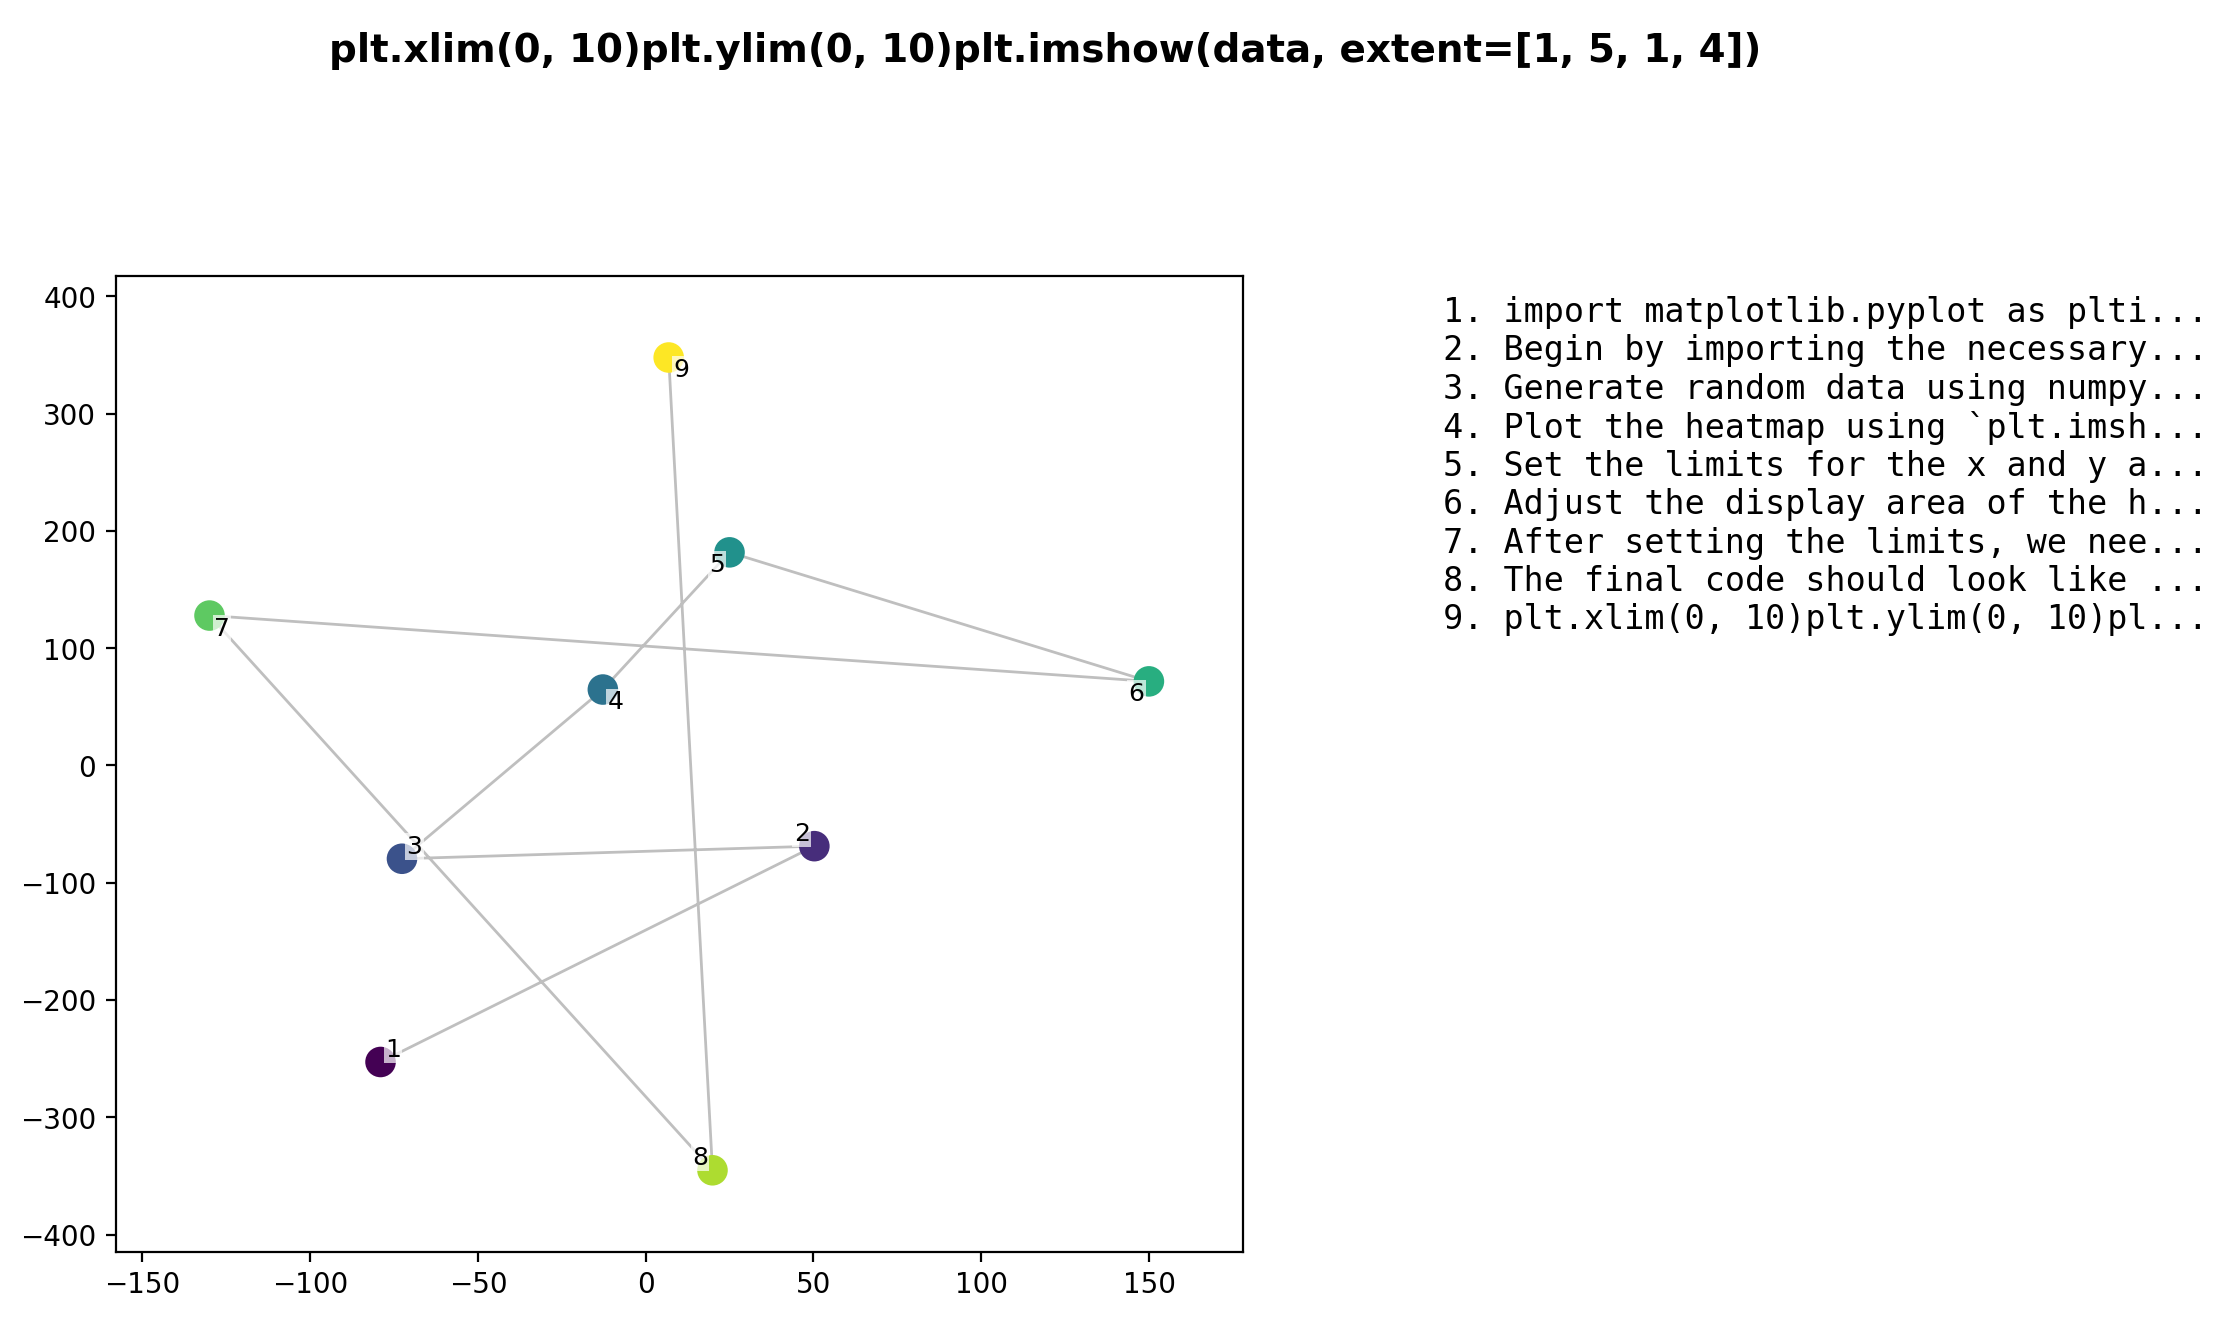 plt.xlim(0, 10)plt.ylim(0, 10)plt.imshow(data, extent=[1, 5, 1, 4])
400
300
200
100
0
−100
−200
−300
−400
−150
−100
−50
0
50
100
150
9
5
7
4
6
3
2
1
8
1. import matplotlib.pyplot as plti...
2. Begin by importing the necessary...
3. Generate random data using numpy...
4. Plot the heatmap using `plt.imsh...
5. Set the limits for the x and y a...
6. Adjust the display area of the h...
7. After setting the limits, we nee...
8. The final code should look like ...
9. plt.xlim(0, 10)plt.ylim(0, 10)pl...